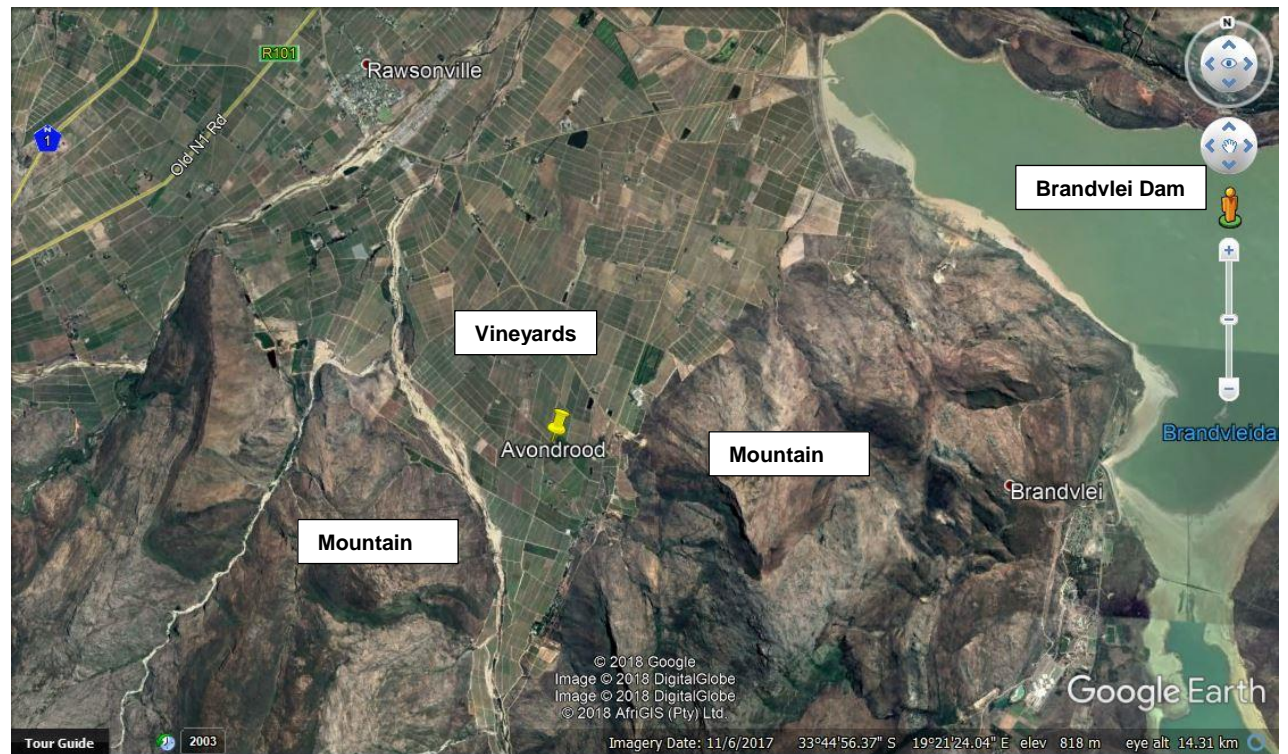 N
R101
Rawsonville
N
1
Old N1 Rd
Brandvlei Dam
Vineyards
Brandvleida
Avondrood
Mountain
Brandvlei
Mountain
© 2018 Google
Image © 2018 DigitalGlobe
Image © 2018 DigitalGlobe
© 2018 AfriGIS (Pty) Ltd.
Google Earth
Tour Guide
2003
Imagery Date: 11/6/2017 33°44'56.37" S 19°21'24.04" E elev 818 m eye alt 14.31 km